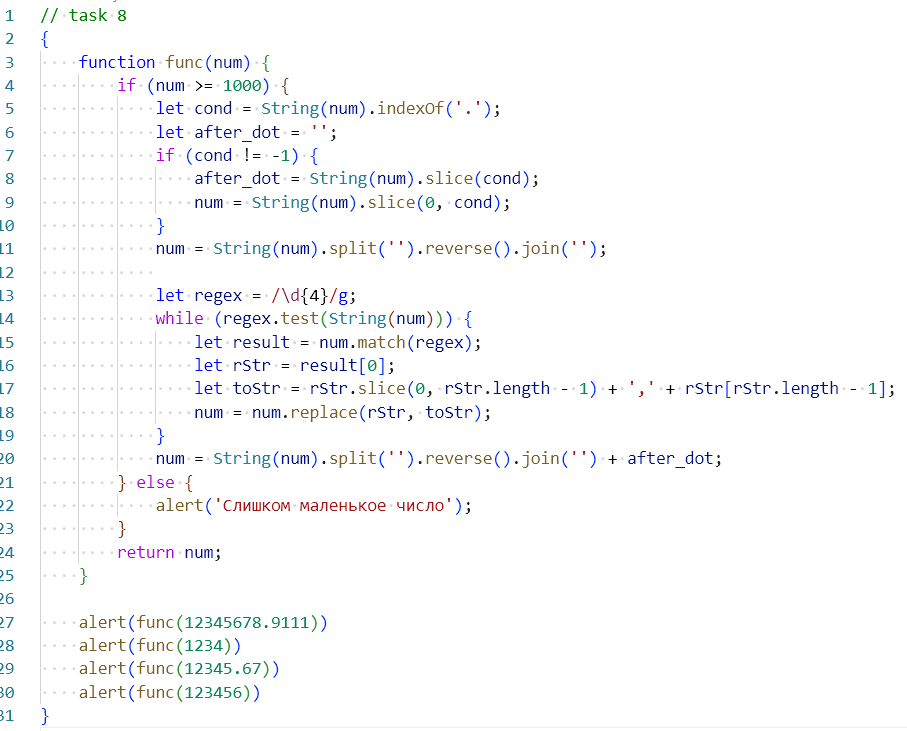 1 // task 8
2 {
3 function func(num) {
4 if (num >= 1000) {
5 let cond = String(num).indexOf('.');
6 let after_dot = '';
7 if (cond != -1) {
8 after_dot = String(num).slice(cond);
9 num = String(num).slice(0, cond);
10 }
11 num = String(num).split('').reverse().join('');
12
13 let regex = /\d{4}/g;
14 while (regex.test(String(num))) {
15 let result = num.match(regex);
16 let rStr = result[0];
17 let toStr = rStr.slice(0, rStr.length - 1) + ',' + rStr[rStr.length - 1];
18 num = num.replace(rStr, toStr);
19 }
20 num = String(num).split('').reverse().join('') + after_dot;
21 } else {
22 alert('Слишком маленькое число');
23 }
24 return num;
25 }
26
27 alert(func(12345678.9111))
28 alert(func(1234))
29 alert(func(12345.67))
30 alert(func(123456))
31 }